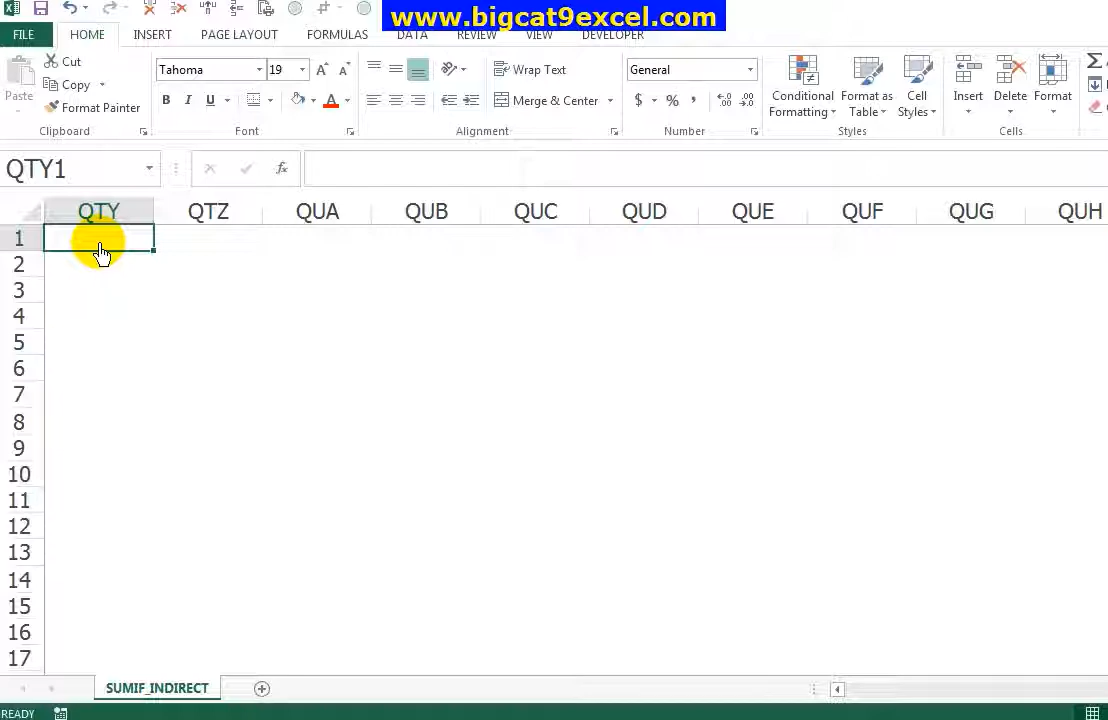 www.bigcat9excel.com
FILE HOME INSERT PAGE LAYOUT FORMULAS DATA REVIEW VIEW DEVELOPER
Cut
Copy
Format Painter
Paste
Clipboard
Tahoma 19
B I U A
Font
Wrap Text
Merge & Center
Alignment
General
$ % ,
Number
Conditional Formatting
Format as Table
Cell Styles
Styles
Insert Delete Format
Cells
QTY1 fx
QTY QTZ QUA QUB QUC QUD QUE QUF QUG QUH
1
2
3
4
5
6
7
8
9
10
11
12
13
14
15
16
17
SUMIF_INDIRECT
READY